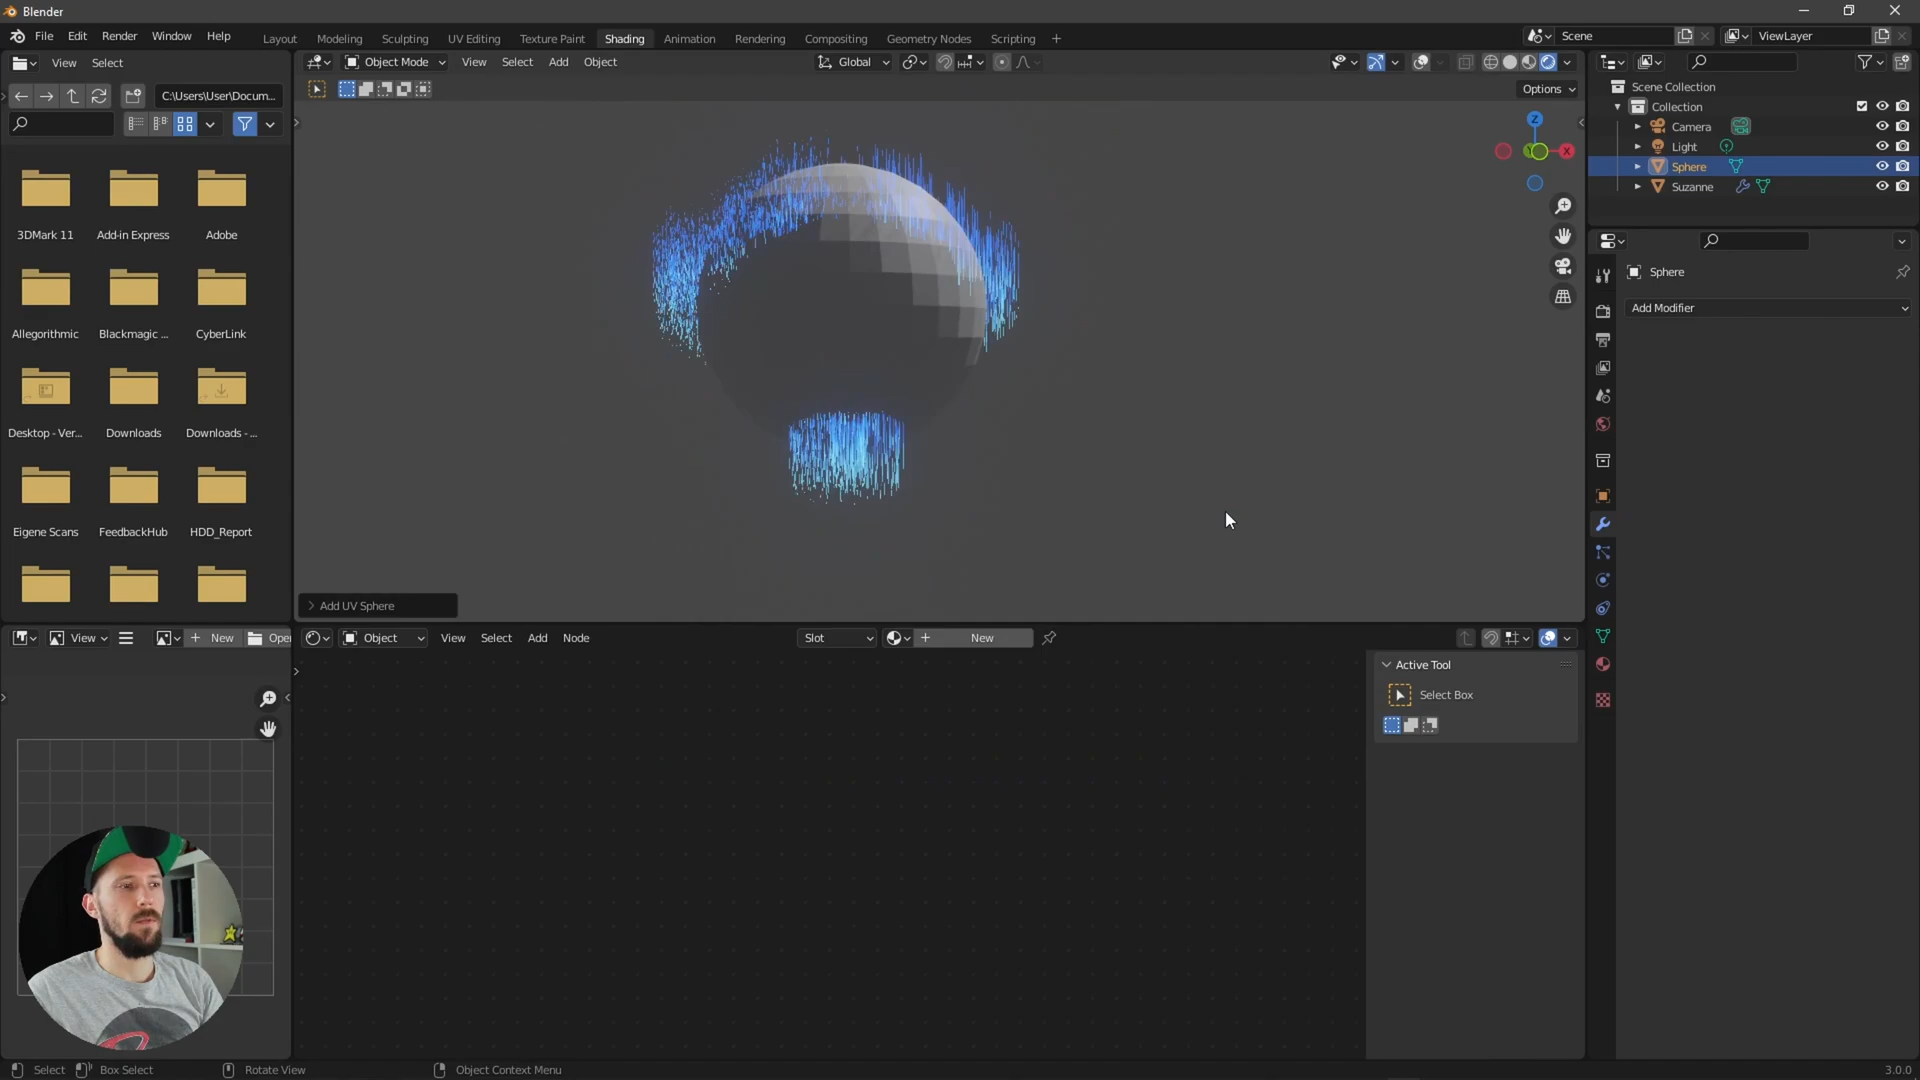 Blender
File Edit Render Window Help
Layout Modeling Sculpting UV Editing Texture Paint Shading Animation Rendering Compositing Geometry Nodes Scripting +
Scene
ViewLayer
View Select
Object Mode View Select Add Object
Global
C:\Users\User\Docum...
Options
Scene Collection
Collection
Camera
Light
Sphere
Suzanne
Z
X
3DMark 11 Add-in Express Adobe
Allegorithmic Blackmagic ... CyberLink
Desktop - Ver... Downloads Downloads - ...
Eigene Scans FeedbackHub HDD_Report
Sphere
Add Modifier
Add UV Sphere
View New Open
Object View Select Add Node
Slot
New
Active Tool
Select Box
Select Box Select Rotate View Object Context Menu
3.0.0